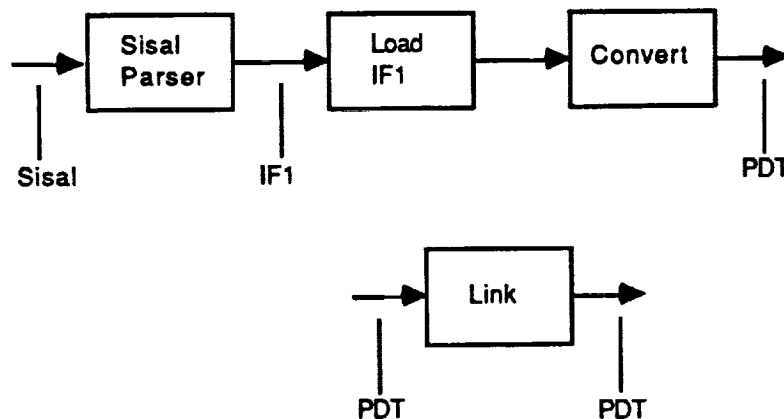 Sisal
Parser
Load
IF1
Convert
Sisal
IF1
PDT
Link
PDT
PDT